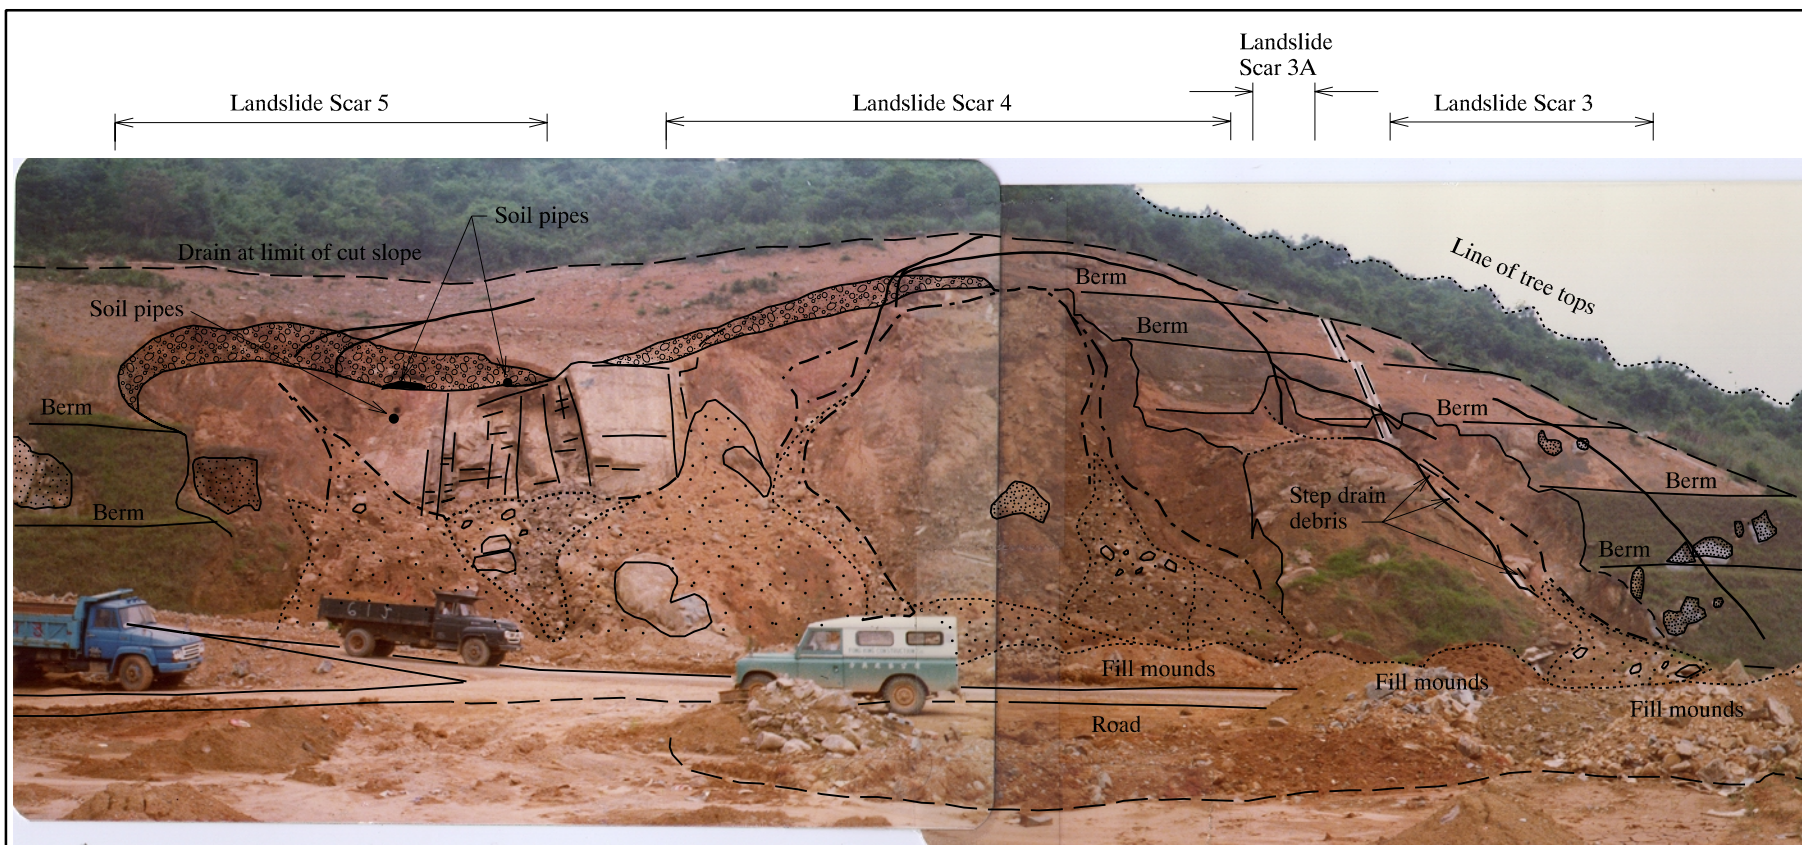 Landslide
Scar 3A
Landslide Scar 5
Landslide Scar 4
Landslide Scar 3
Soil pipes
Drain at limit of cut slope
Line of tree tops
Berm
Soil pipes
Berm
Berm
Berm
Berm
Step drain
debris
Berm
Berm
615
Fill mounds
Fill mounds
Fill mounds
Road